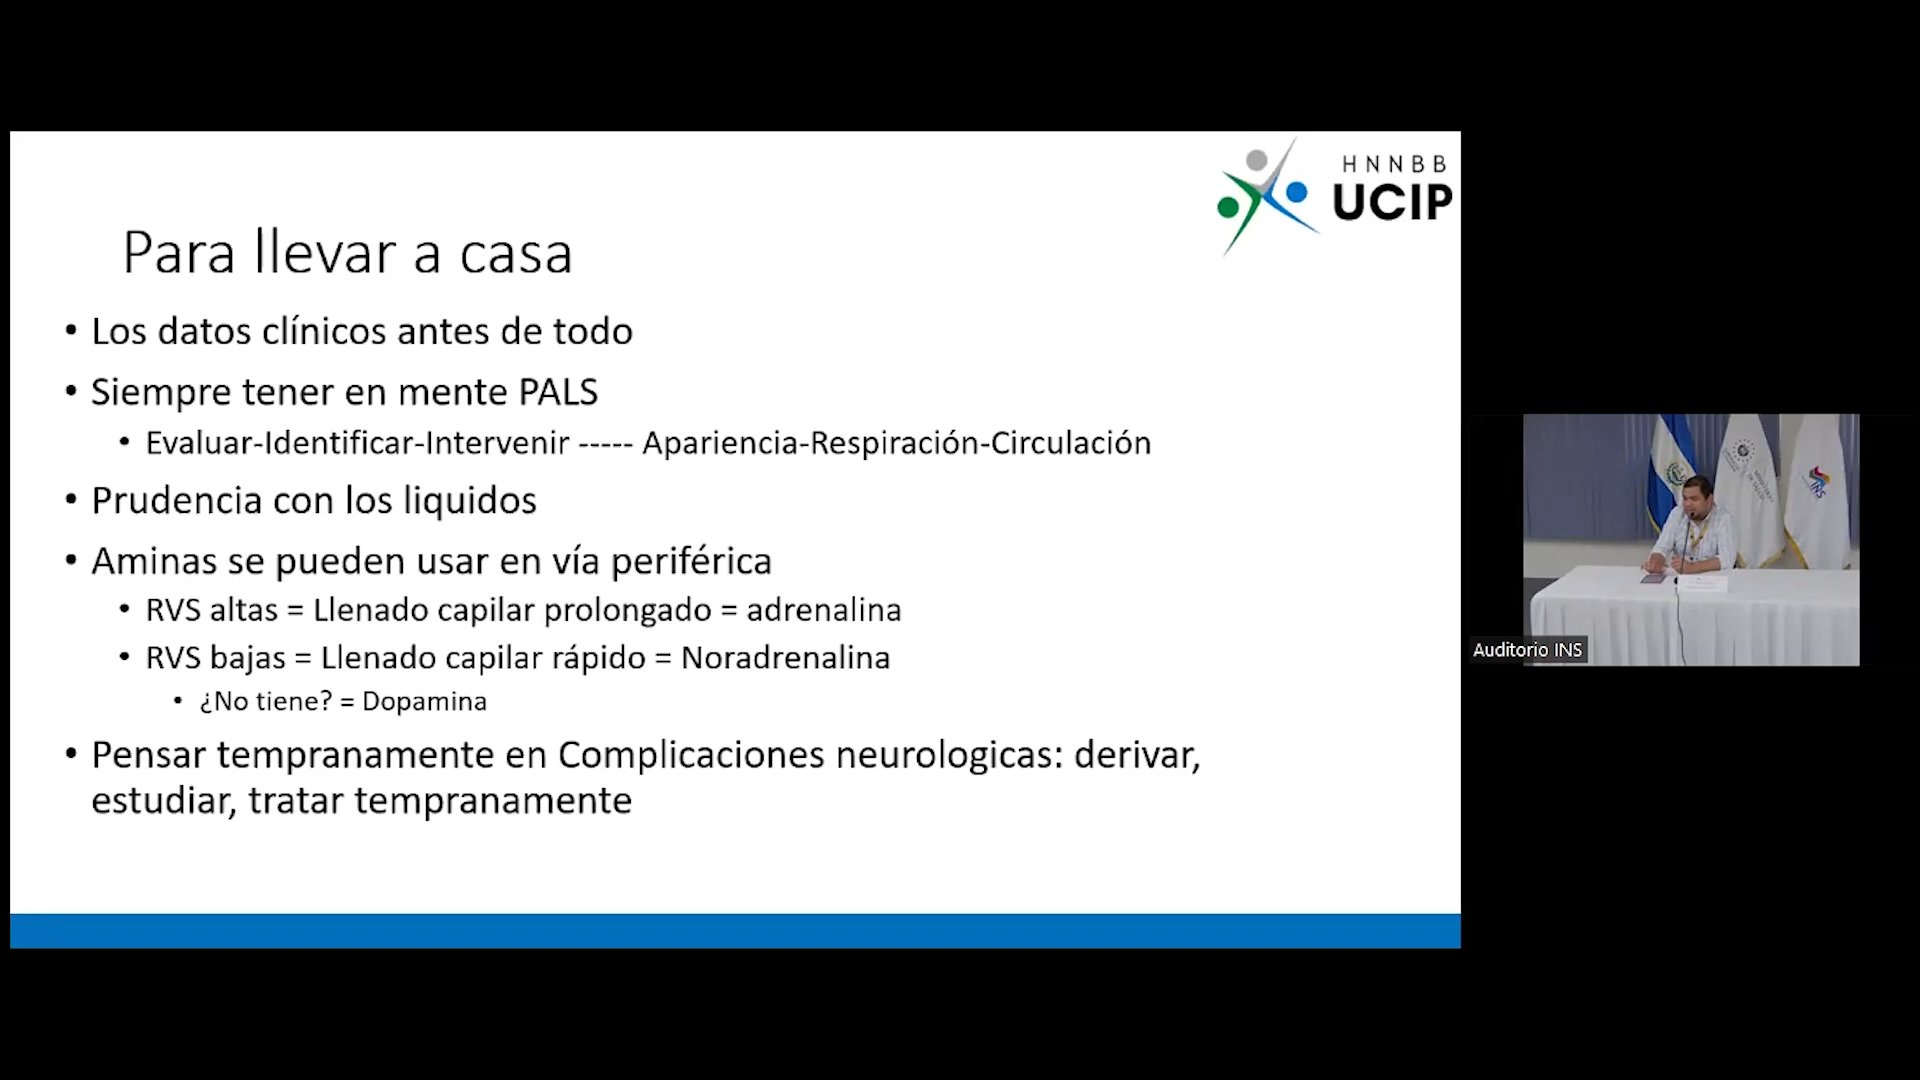 HNNBB
UCIP
Para llevar a casa
• Los datos clínicos antes de todo
• Siempre tener en mente PALS
• Evaluar-Identificar-Intervenir ----- Apariencia-Respiración-Circulación
• Prudencia con los liquidos
• Aminas se pueden usar en vía periférica
• RVS altas = Llenado capilar prolongado = adrenalina
• RVS bajas = Llenado capilar rápido = Noradrenalina
• ¿No tiene? = Dopamina
• Pensar tempranamente en Complicaciones neurologicas: derivar,
estudiar, tratar tempranamente
INS
Auditorio INS